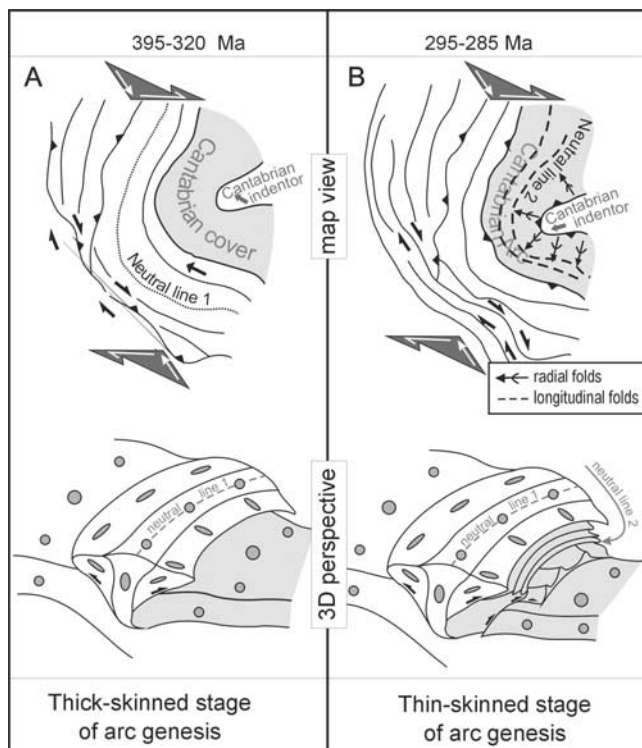 395-320 Ma
295-285 Ma
A
Cantabrian cover
Cantabrian
indentor
Neutral line 1
map view
B
Neutral line 2
Cantabrian
indentor
radial folds
longitudinal folds
neutral line 1
3D perspective
neutral line 1
neutral
line 2
Thick-skinned stage
of arc genesis
Thin-skinned stage
of arc genesis